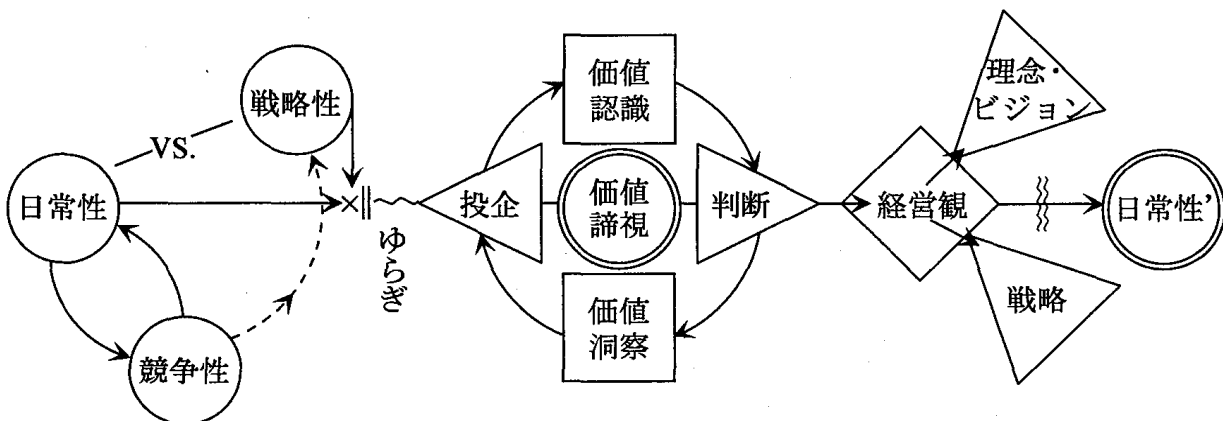 戦略性
VS.
日常性
競争性
×
ゆらぎ
投企
価値
認識
価値
諦視
価値
洞察
判断
経営観
理念・
ビジョン
戦略
日常性’